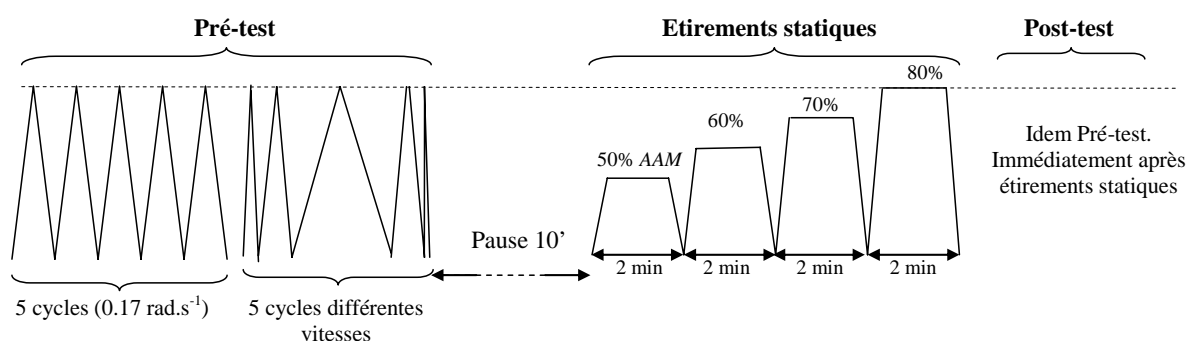 Pré-test
Etirements statiques
Post-test
80%
70%
60%
50% AAM
Idem Pré-test.
Immédiatement après
étirements statiques
Pause 10’
2 min
2 min
2 min
2 min
5 cycles (0.17 rad.s-1)
5 cycles différentes
vitesses